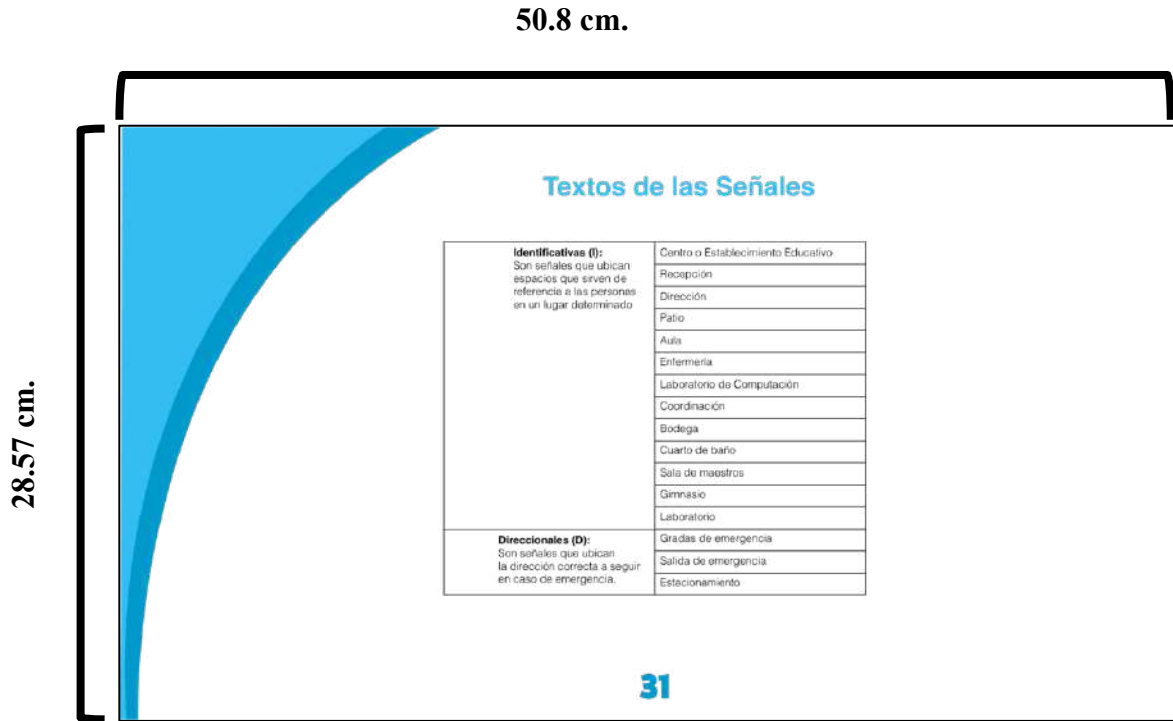 50.8 cm.
28.57 cm.
Textos de las Señales
Identificativas (I):
Son señales que ubican
espacios que sirven de
referencia a las personas
en un lugar determinado
Centro o Establecimiento Educativo
Recepción
Dirección
Patio
Aula
Enfermería
Laboratorio de Computación
Coordinación
Bodega
Cuarto de baño
Sala de maestros
Gimnasio
Laboratorio
Direccionales (D):
Son señales que ubican
la dirección correcta a seguir
en caso de emergencia.
Gradas de emergencia
Salida de emergencia
Estacionamiento
31